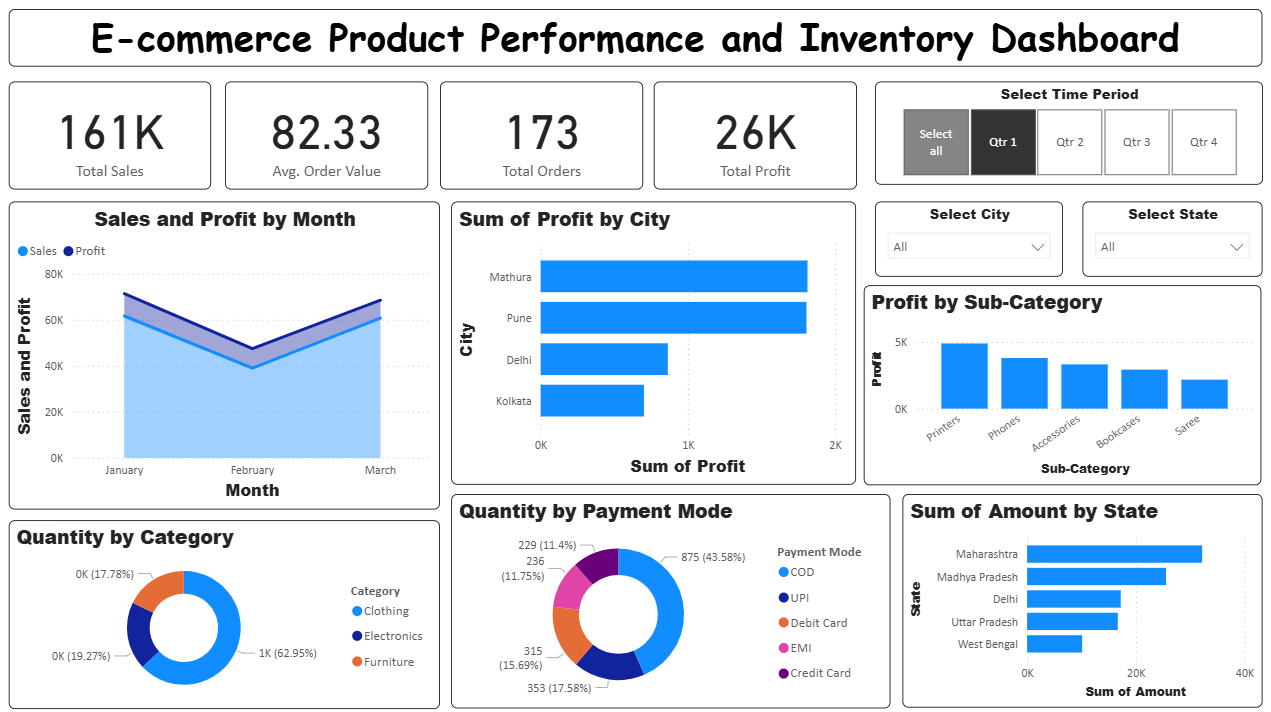 E-commerce Product Performance and Inventory Dashboard
161K
Total Sales
82.33
Avg. Order Value
173
Total Orders
26K
Total Profit
Select Time Period
Select
all
Qtr 1
Qtr 2
Qtr 3
Qtr 4
Select City
All
Select State
All
Sales and Profit by Month
Sales
Profit
Sales and Profit
80K
60K
40K
20K
0K
January
February
March
Month
Sum of Profit by City
City
Mathura
Pune
Delhi
Kolkata
0K
1K
2K
Sum of Profit
Profit by Sub-Category
Profit
5K
0K
Printers
Phones
Accessories
Bookcases
Saree
Sub-Category
Quantity by Category
0K (17.78%)
0K (19.27%)
1K (62.95%)
Category
Clothing
Electronics
Furniture
Quantity by Payment Mode
229 (11.4%)
236
(11.75%)
315
(15.69%)
353 (17.58%)
875 (43.58%)
Payment Mode
COD
UPI
Debit Card
EMI
Credit Card
Sum of Amount by State
State
Maharashtra
Madhya Pradesh
Delhi
Uttar Pradesh
West Bengal
0K
20K
40K
Sum of Amount